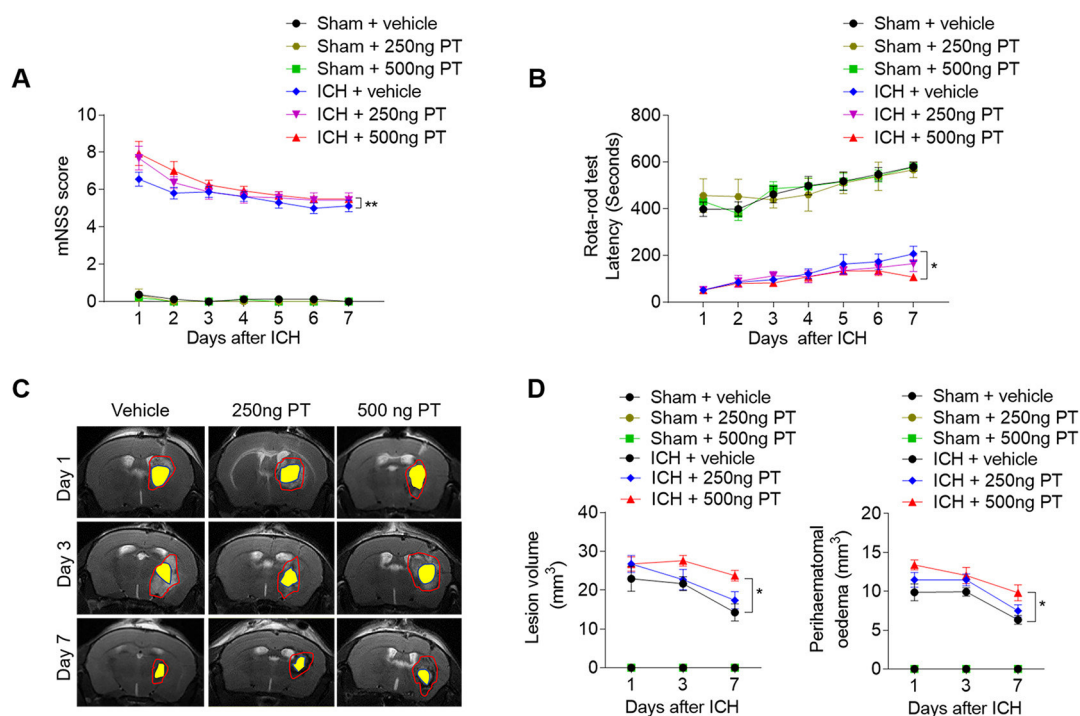 A
Sham + vehicle
Sham + 250ng PT
Sham + 500ng PT
ICH + vehicle
ICH + 250ng PT
ICH + 500ng PT
mNSS score
10
8
6
4
2
0
**
1 2 3 4 5 6 7
Days after ICH
B
Sham + vehicle
Sham + 250ng PT
Sham + 500ng PT
ICH + vehicle
ICH + 250ng PT
ICH + 500ng PT
Rota-rod test
Latency (Seconds)
800
600
400
200
0
*
1 2 3 4 5 6 7
Days after ICH
C
Vehicle 250ng PT 500 ng PT
Day 1
Day 3
Day 7
D
Sham + vehicle
Sham + 250ng PT
Sham + 500ng PT
ICH + vehicle
ICH + 250ng PT
ICH + 500ng PT
Lesion volume
(mm³)
40
30
20
10
0
*
1 3 7
Days after ICH
Sham + vehicle
Sham + 250ng PT
Sham + 500ng PT
ICH + vehicle
ICH + 250ng PT
ICH + 500ng PT
Perihaematomal
oedema (mm³)
20
15
10
5
0
*
1 3 7
Days after ICH